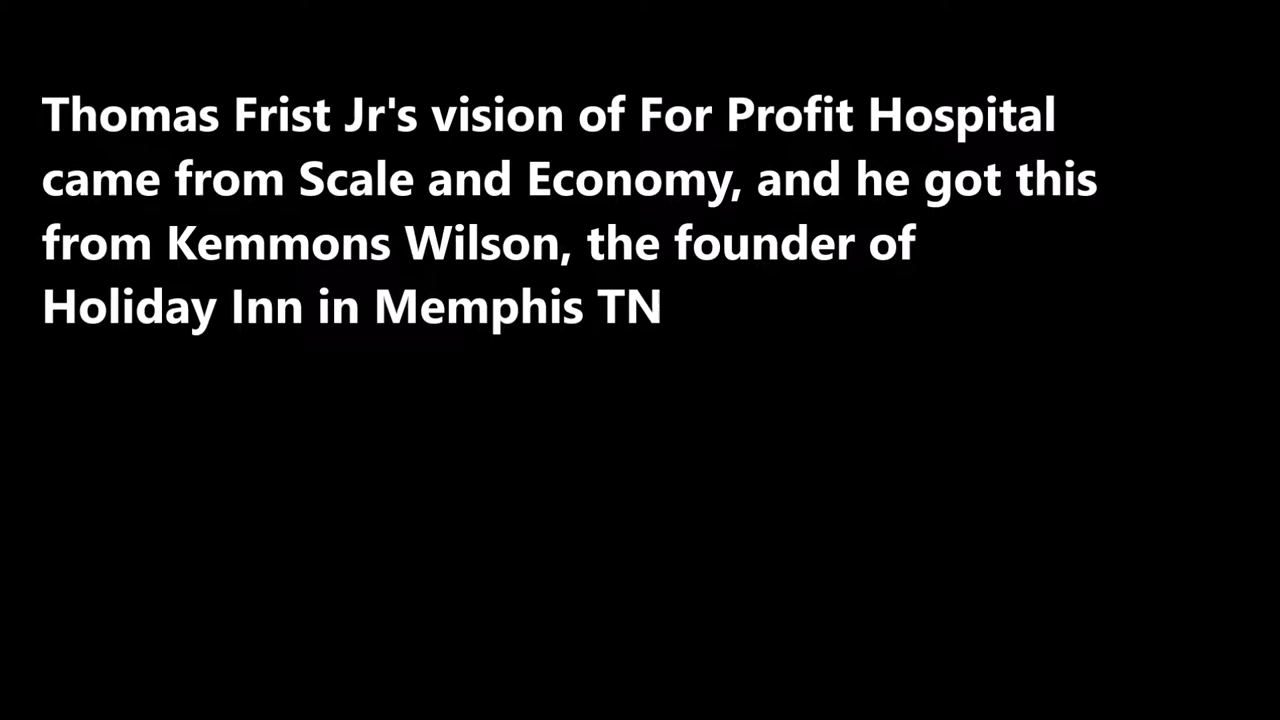 Thomas Frist Jr's vision of For Profit Hospital
came from Scale and Economy, and he got this
from Kemmons Wilson, the founder of
Holiday Inn in Memphis TN